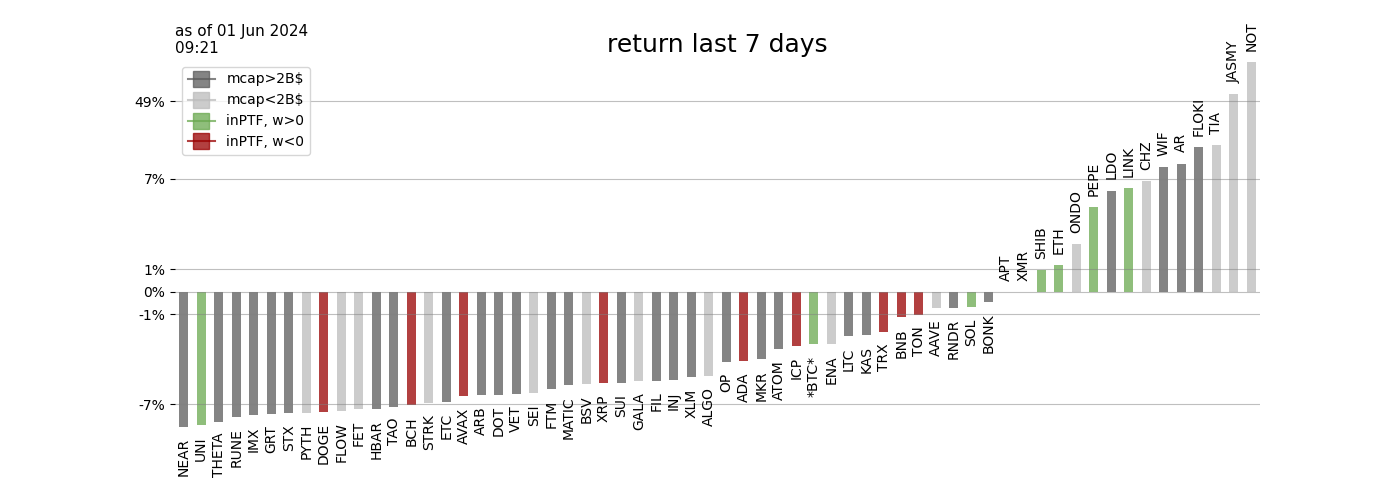 as of 01 Jun 2024
09:21
return last 7 days
mcap>2B$
mcap<2B$
inPTF, w>0
inPTF, w<0
49%
7%
1%
0%
-1%
-7%
NEAR
UNI
THETA
RUNE
IMX
GRT
STX
PYTH
DOGE
FLOW
FET
HBAR
TAO
BCH
STRK
ETC
AVAX
ARB
DOT
VET
SEI
FTM
MATIC
BSV
XRP
SUI
GALA
FIL
INJ
XLM
ALGO
OP
ADA
MKR
ATOM
ICP
*BTC*
ENA
LTC
KAS
TRX
BNB
TON
AAVE
RNDR
SOL
BONK
APT
XMR
SHIB
ETH
ONDO
PEPE
LDO
LINK
CHZ
WIF
AR
FLOKI
TIA
JASMY
NOT